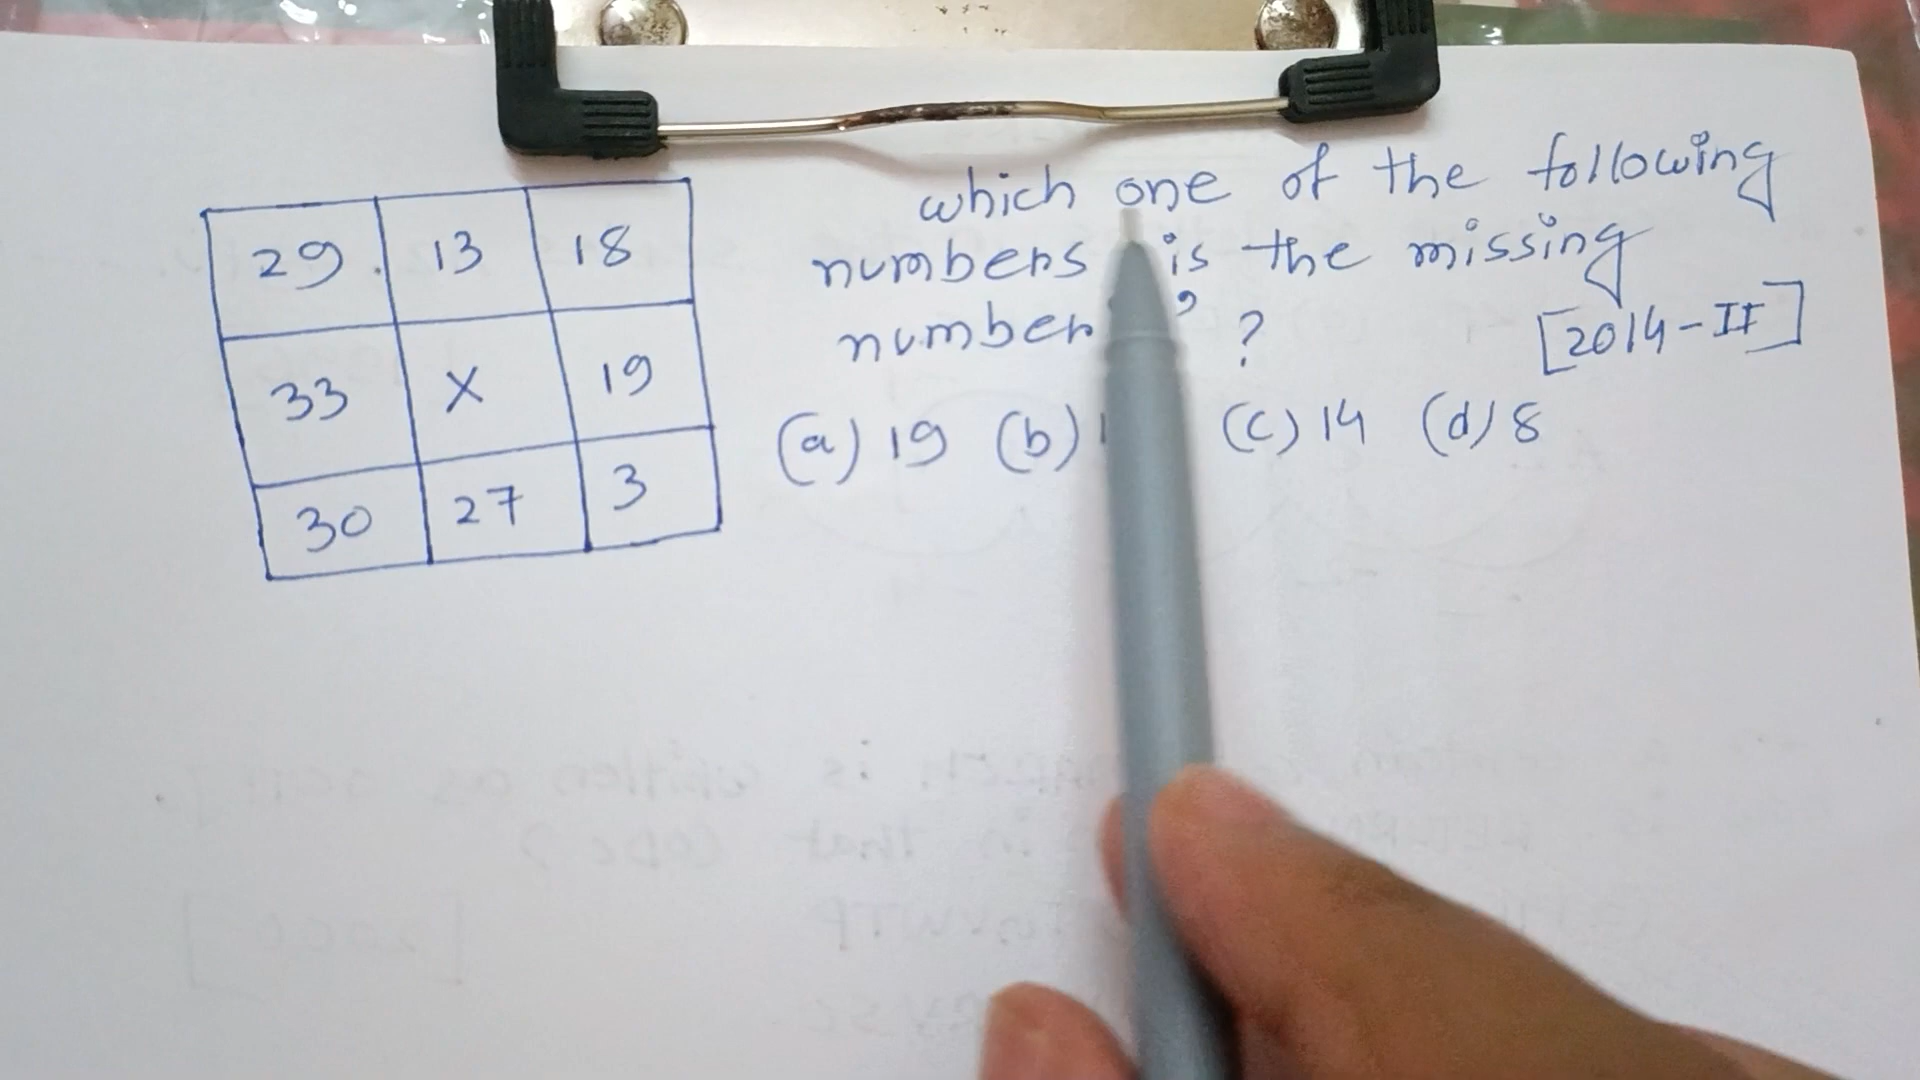 29 13 18
33 X 19
30 27 3
which one of the following
numbers is the missing
number ' ?
[2014-II]
(a) 19 (b) (c) 14 (d) 8